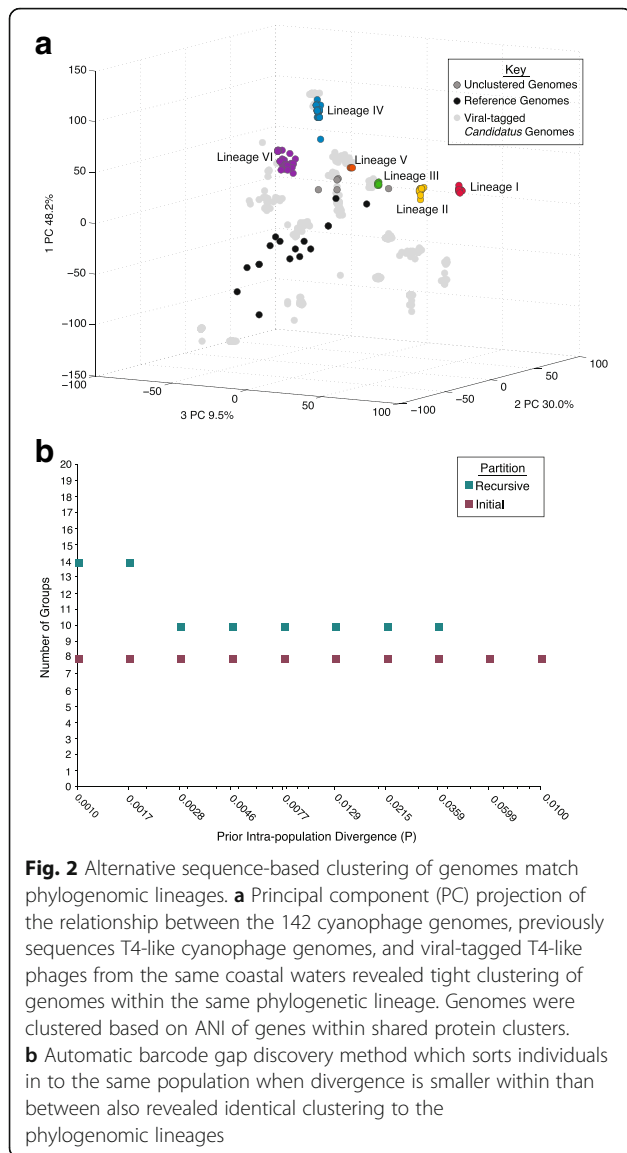 a
150
100
50
0
−50
−100
−150
1 PC 48.2%
−100
−50
0
50
100
3 PC 9.5%
−100
−50
0
50
100
2 PC 30.0%
Key
Unclustered Genomes
Reference Genomes
Viral-tagged
Candidatus Genomes
Lineage IV
Lineage VI
Lineage V
Lineage III
Lineage I
Lineage II
b
20
19
18
17
16
15
14
13
12
11
10
9
8
7
6
5
4
3
2
1
0
Number of Groups
Partition
Recursive
Initial
0.0010
0.0017
0.0028
0.0046
0.0077
0.0129
0.0215
0.0359
0.0599
0.0100
Prior Intra-population Divergence (P)
Fig. 2 Alternative sequence-based clustering of genomes match
phylogenomic lineages. a Principal component (PC) projection of
the relationship between the 142 cyanophage genomes, previously
sequences T4-like cyanophage genomes, and viral-tagged T4-like
phages from the same coastal waters revealed tight clustering of
genomes within the same phylogenetic lineage. Genomes were
clustered based on ANI of genes within shared protein clusters.
b Automatic barcode gap discovery method which sorts individuals
in to the same population when divergence is smaller within than
between also revealed identical clustering to the
phylogenomic lineages